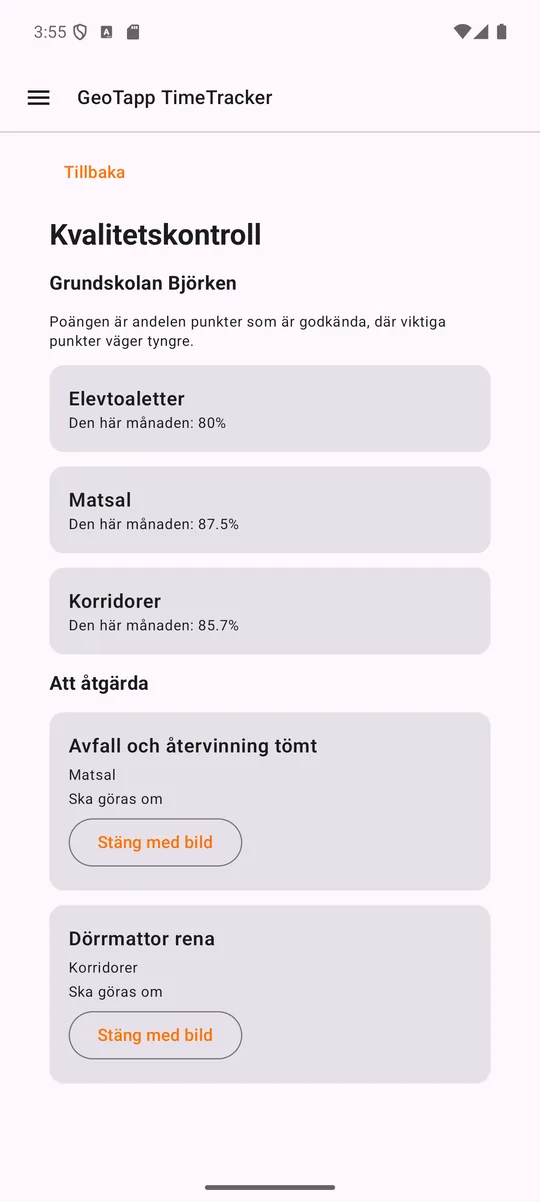 3:55
GeoTapp TimeTracker
Tillbaka
Kvalitetskontroll
Grundskolan Björken
Poängen är andelen punkter som är godkända, där viktiga
punkter väger tyngre.
Elevtoaletter
Den här månaden: 80%
Matsal
Den här månaden: 87.5%
Korridorer
Den här månaden: 85.7%
Att åtgärda
Avfall och återvinning tömt
Matsal
Ska göras om
Stäng med bild
Dörrmattor rena
Korridorer
Ska göras om
Stäng med bild